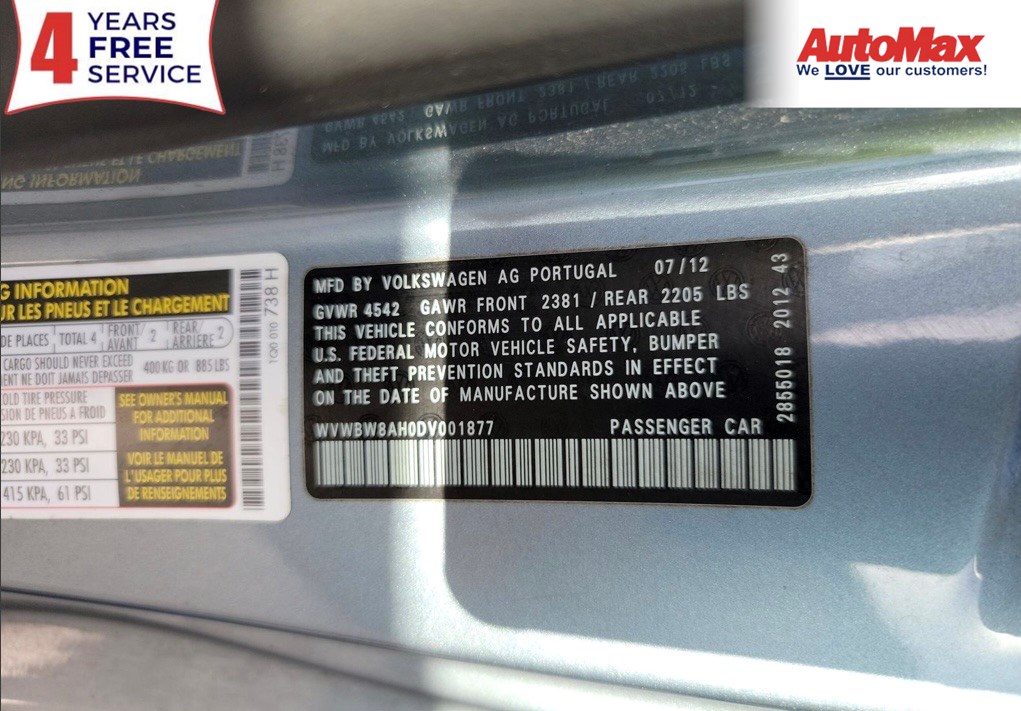 4 YEARS
FREE
SERVICE
AutoMax
We LOVE our customers!
MFD BY VOLKSWAGEN AG PORTUGAL 07/12
GVWR 4542 GAWR FRONT 2381 / REAR 2205 LBS
THIS VEHICLE CONFORMS TO ALL APPLICABLE
U.S. FEDERAL MOTOR VEHICLE SAFETY, BUMPER
AND THEFT PREVENTION STANDARDS IN EFFECT
ON THE DATE OF MANUFACTURE SHOWN ABOVE
WVWBW8AH0DV001877 PASSENGER CAR
2855018 2012 43
G INFORMATION
UR LES PNEUS ET LE CHARGEMENT
DE PLACES TOTAL 4 FRONT/AVANT 2 REAR/ARRIÈRE 2
CARGO SHOULD NEVER EXCEED
ENT NE DOIT JAMAIS DEPASSER 400 KG OR 885 LBS
OLD TIRE PRESSURE
SION DE PNEUS A FROID
230 KPA, 33 PSI
230 KPA, 33 PSI
415 KPA, 61 PSI
SEE OWNER'S MANUAL
FOR ADDITIONAL
INFORMATION
VOIR LE MANUEL DE
L'USAGER POUR PLUS
DE RENSEIGNEMENTS
1Q0 010 738 H